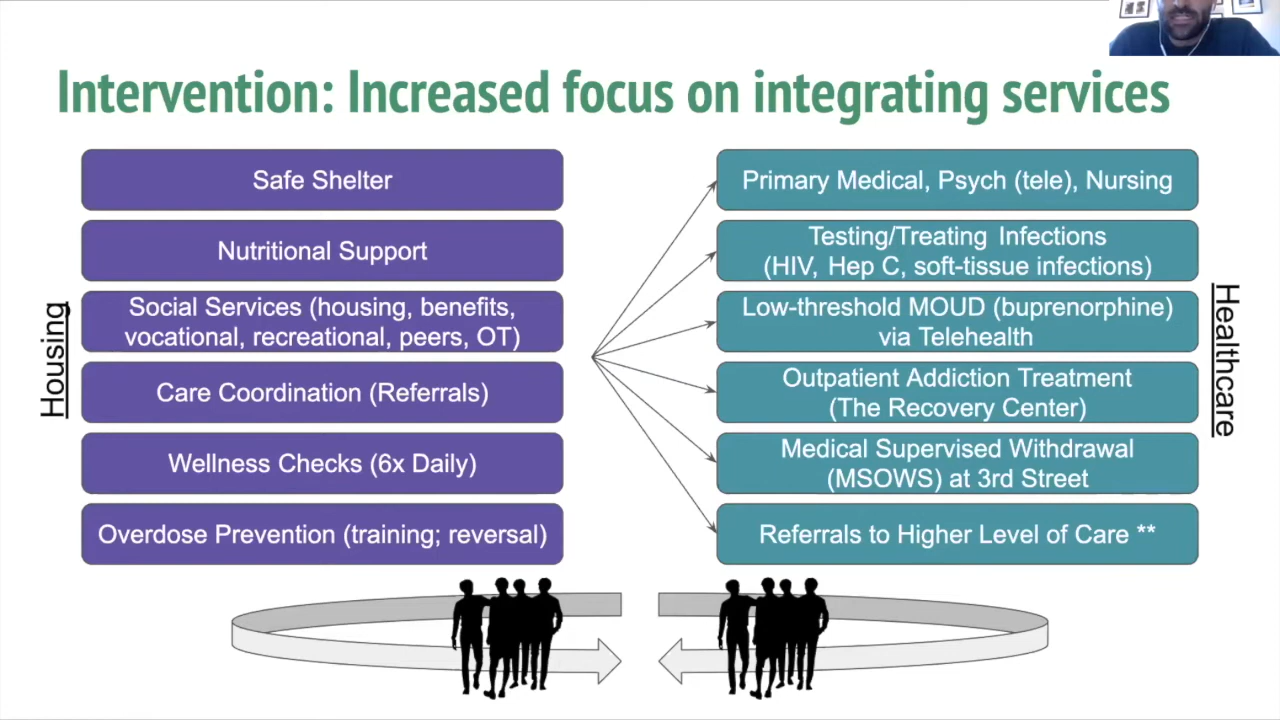 Intervention: Increased focus on integrating services
Housing
Safe Shelter
Nutritional Support
Social Services (housing, benefits,
vocational, recreational, peers, OT)
Care Coordination (Referrals)
Wellness Checks (6x Daily)
Overdose Prevention (training; reversal)
Primary Medical, Psych (tele), Nursing
Testing/Treating Infections
(HIV, Hep C, soft-tissue infections)
Low-threshold MOUD (buprenorphine)
via Telehealth
Outpatient Addiction Treatment
(The Recovery Center)
Medical Supervised Withdrawal
(MSOWS) at 3rd Street
Referrals to Higher Level of Care **
Healthcare